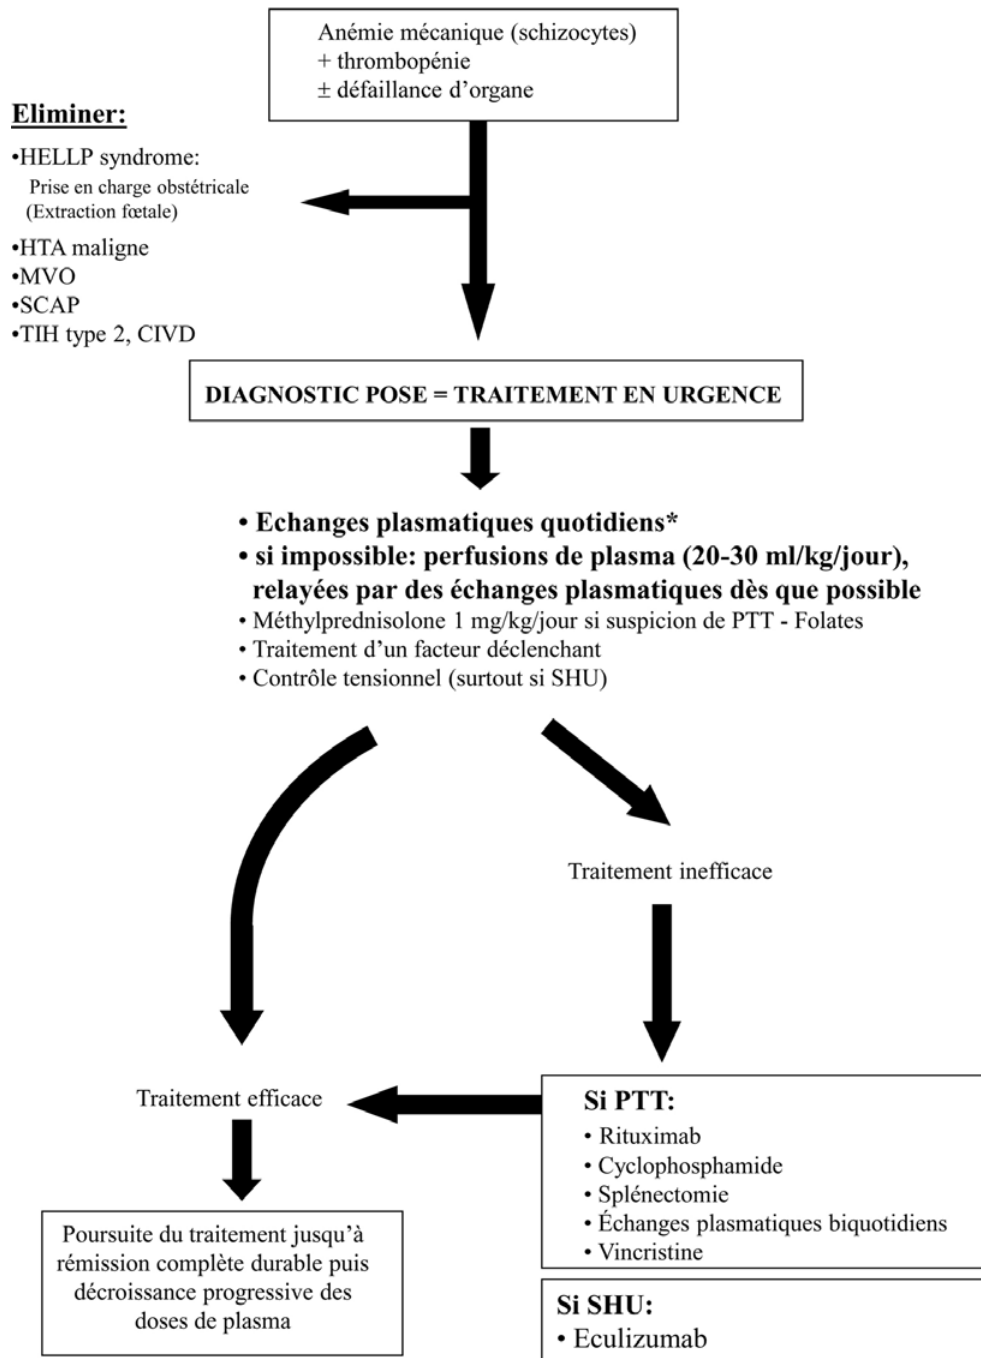 Anémie mécanique (schizocytes)
+ thrombopénie
± défaillance d’organe
Eliminer:
•HELLP syndrome:
Prise en charge obstétricale
(Extraction fœtale)
•HTA maligne
•MVO
•SCAP
•TIH type 2, CIVD
DIAGNOSTIC POSE = TRAITEMENT EN URGENCE
• Echanges plasmatiques quotidiens*
• si impossible: perfusions de plasma (20-30 ml/kg/jour),
relayées par des échanges plasmatiques dès que possible
• Méthylprednisolone 1 mg/kg/jour si suspicion de PTT - Folates
• Traitement d’un facteur déclenchant
• Contrôle tensionnel (surtout si SHU)
Traitement inefficace
Traitement efficace
Si PTT:
• Rituximab
• Cyclophosphamide
• Splénectomie
• Échanges plasmatiques biquotidiens
• Vincristine
Poursuite du traitement jusqu’à
rémission complète durable puis
décroissance progressive des
doses de plasma
Si SHU:
• Eculizumab